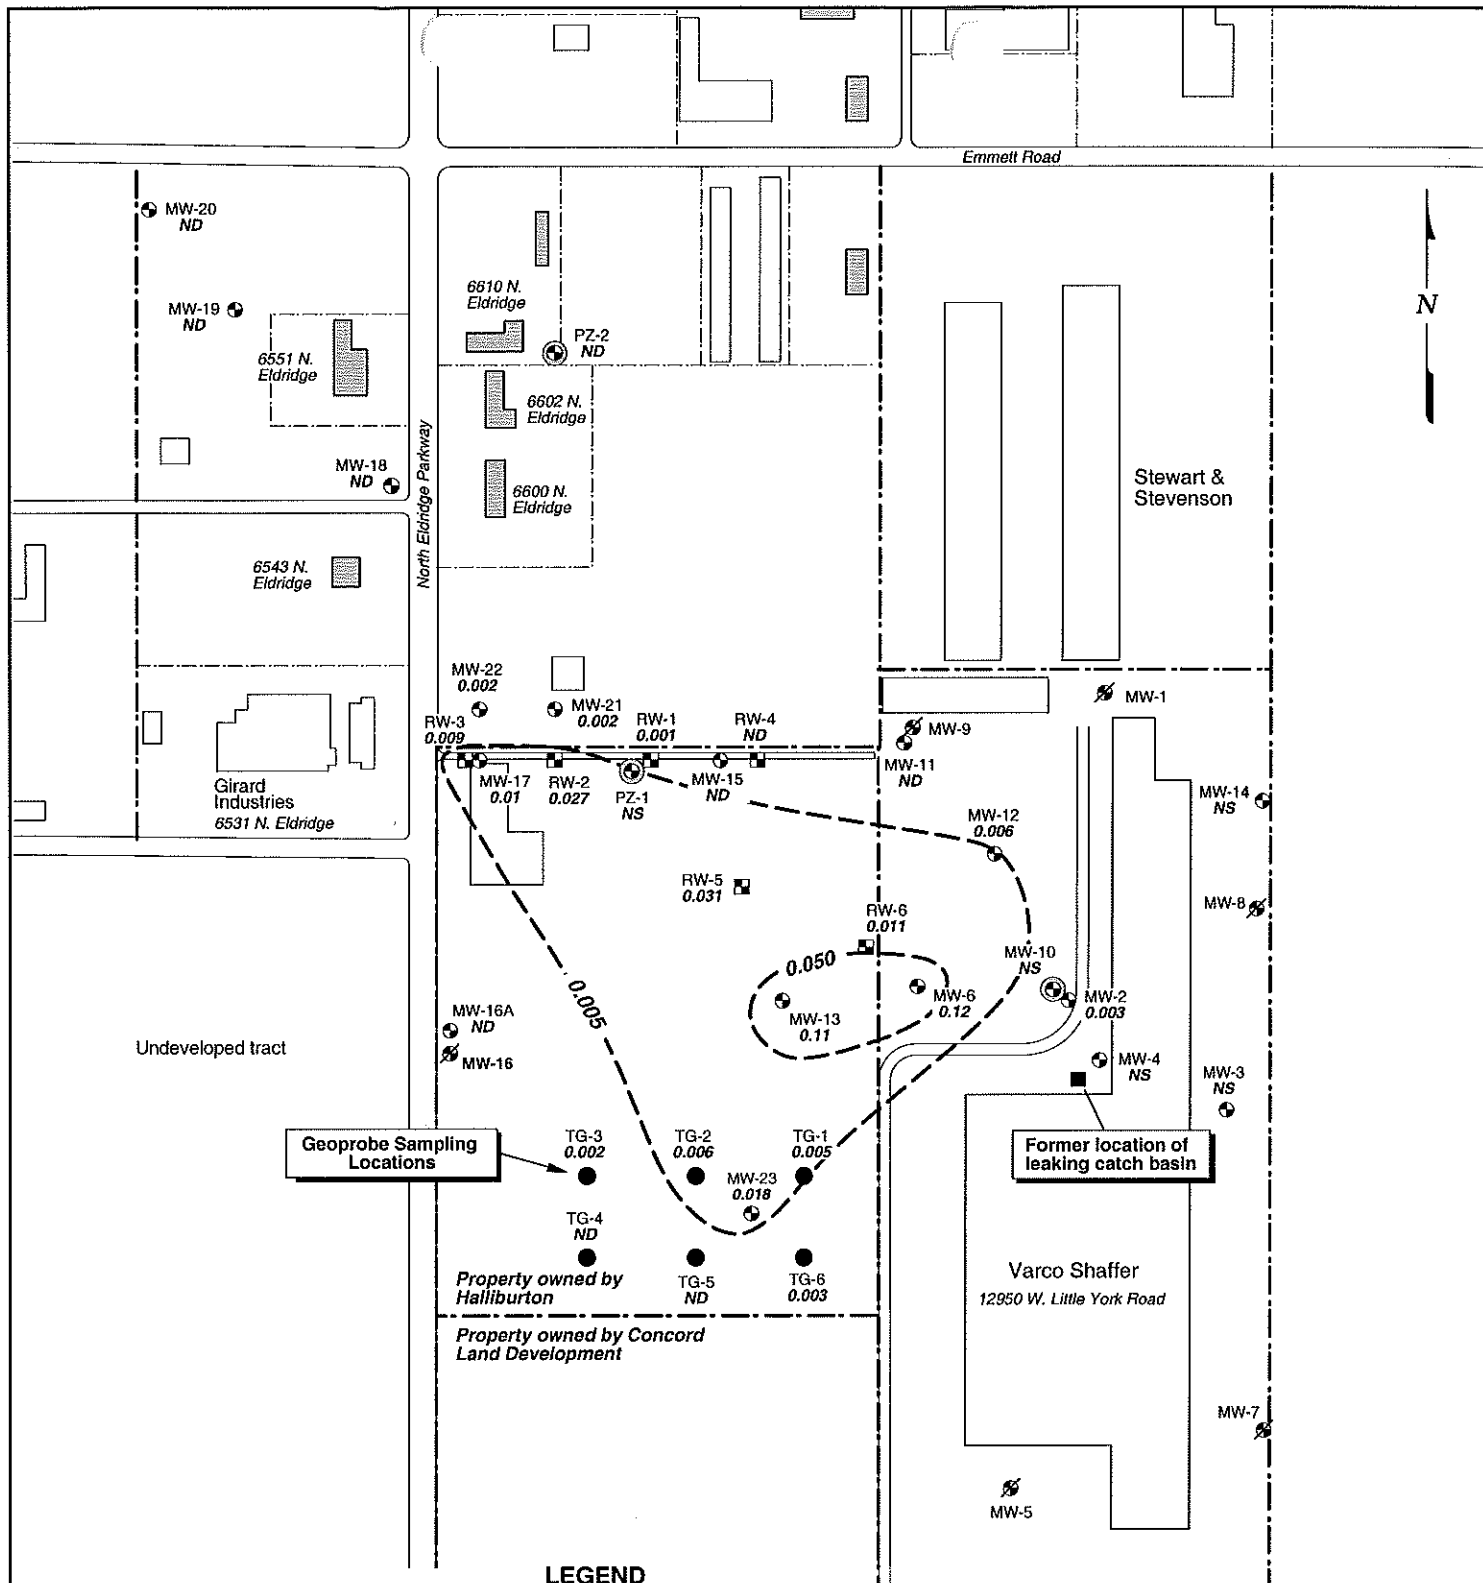 Emmett Road
MW-20
ND
MW-19
ND
6610 N.
Eldridge
PZ-2
ND
6551 N.
Eldridge
6602 N.
Eldridge
N
North Eldridge Parkway
MW-18
ND
6600 N.
Eldridge
Stewart &
Stevenson
6543 N.
Eldridge
MW-22
0.002
MW-21
0.002
RW-3
0.009
RW-1
0.001
RW-4
ND
MW-1
MW-9
MW-11
ND
MW-17
0.01
RW-2
0.027
PZ-1
NS
MW-15
ND
Girard
Industries
6531 N. Eldridge
MW-14
NS
MW-12
0.006
RW-5
0.031
RW-6
0.011
MW-8
MW-10
NS
0.050
0.005
MW-6
0.12
MW-2
0.003
MW-13
0.11
MW-16A
ND
MW-16
Undeveloped tract
MW-4
NS
MW-3
NS
Geoprobe Sampling
Locations
TG-3
0.002
TG-2
0.006
TG-1
0.005
Former location of
leaking catch basin
MW-23
0.018
TG-4
ND
TG-5
ND
TG-6
0.003
Property owned by
Halliburton
Varco Shaffer
12950 W. Little York Road
Property owned by Concord
Land Development
MW-7
MW-5
LEGEND